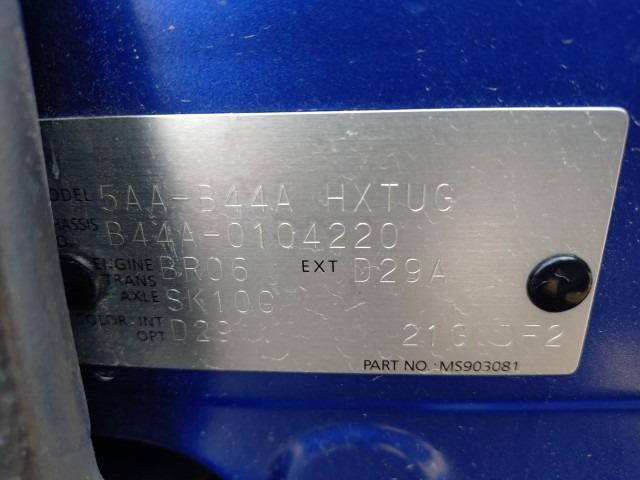 MODEL 5AA-B44A HXTUG
CHASSIS NO. B44A-0104220
ENGINE BR06 EXT D29A
TRANS AXLE SK10G
COLOR·INT OPT D29
PART NO.:MS903081